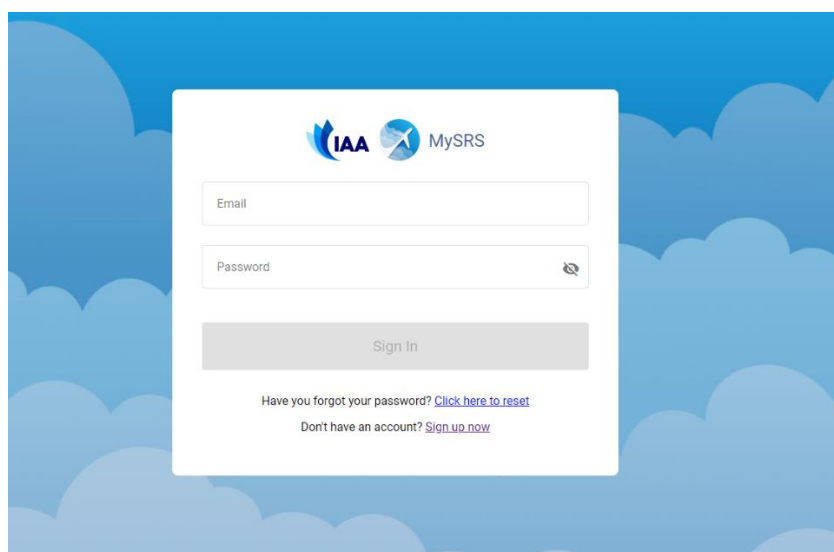 IAA MySRS
Email
Password
Sign In
Have you forgot your password? Click here to reset
Don't have an account? Sign up now